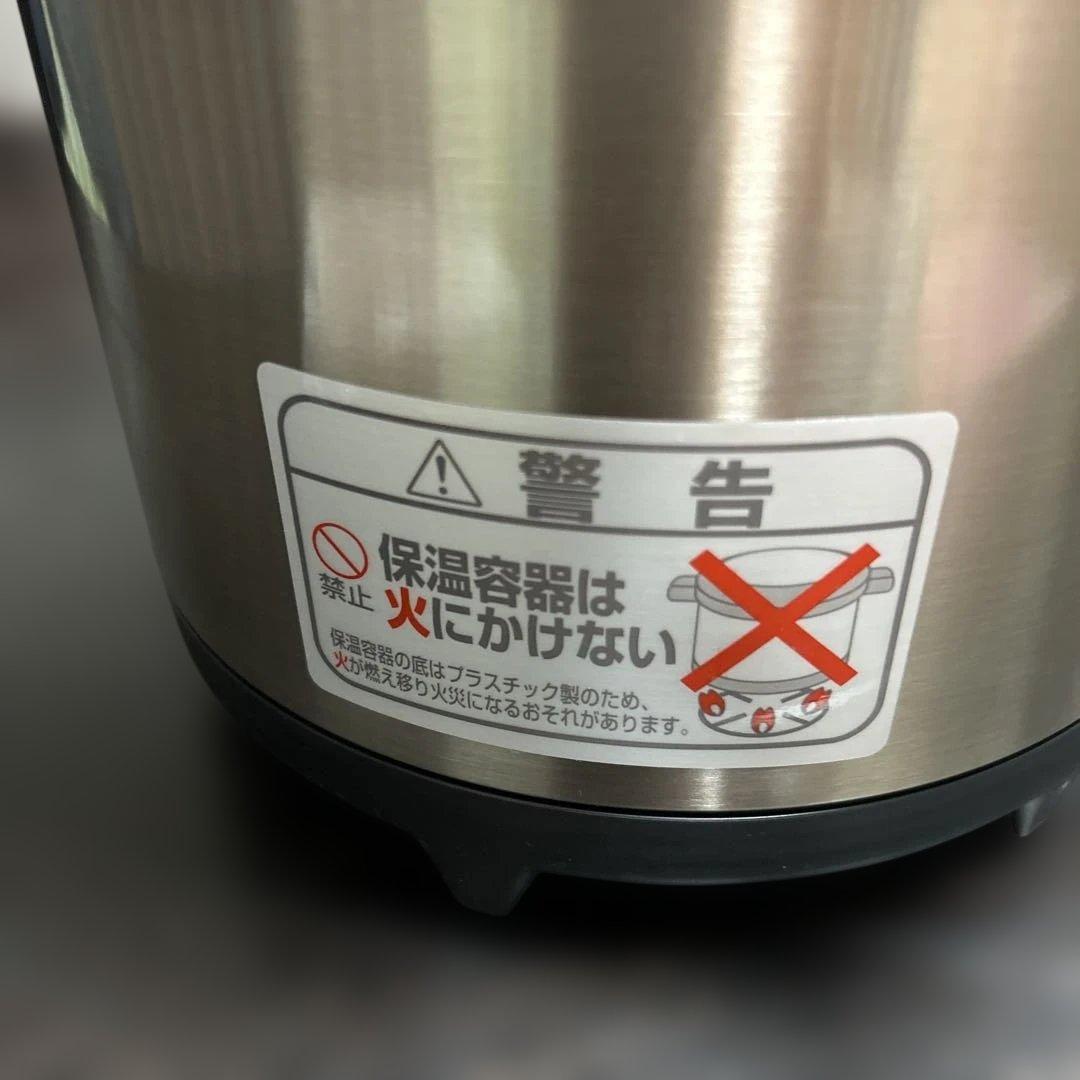 警告
禁止
保温容器は
火にかけない
保温容器の底はプラスチック製のため、
火が燃え移り火災になるおそれがあります。